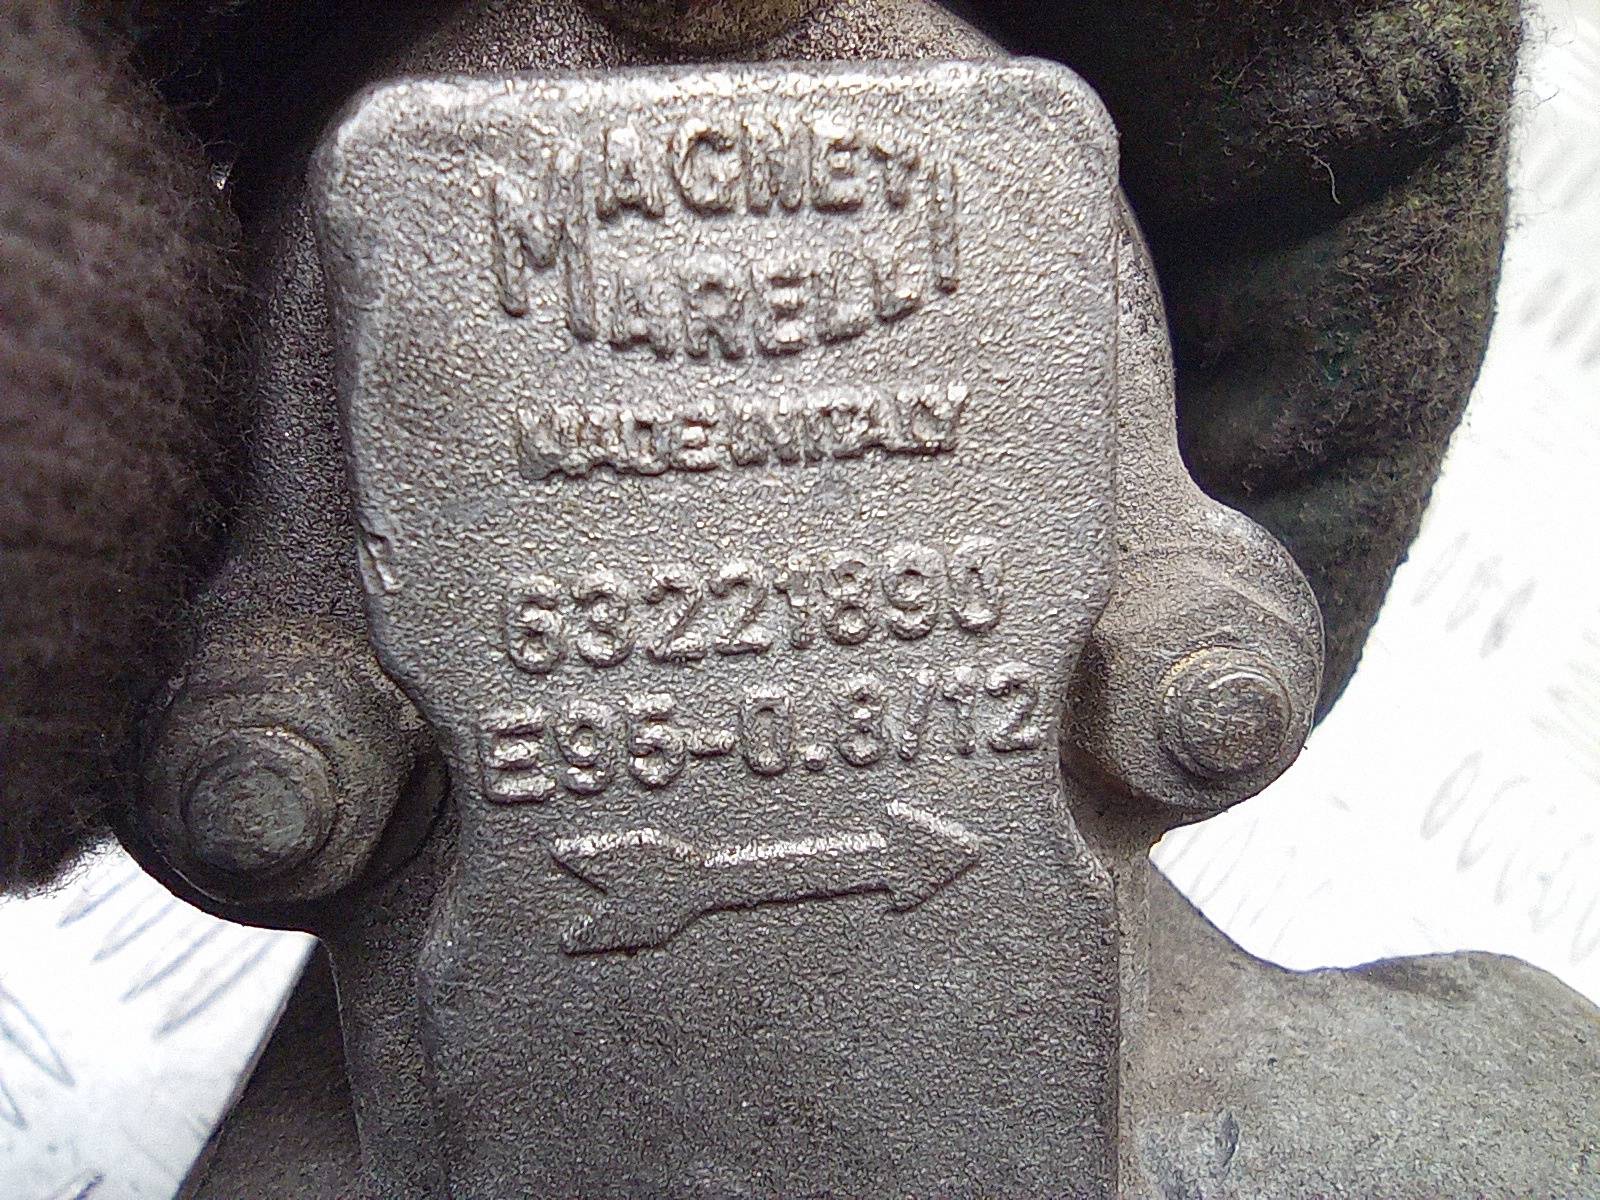 MAGNETI
MARELLI
MADE IN ITALY
63221890
E95-0.8/12